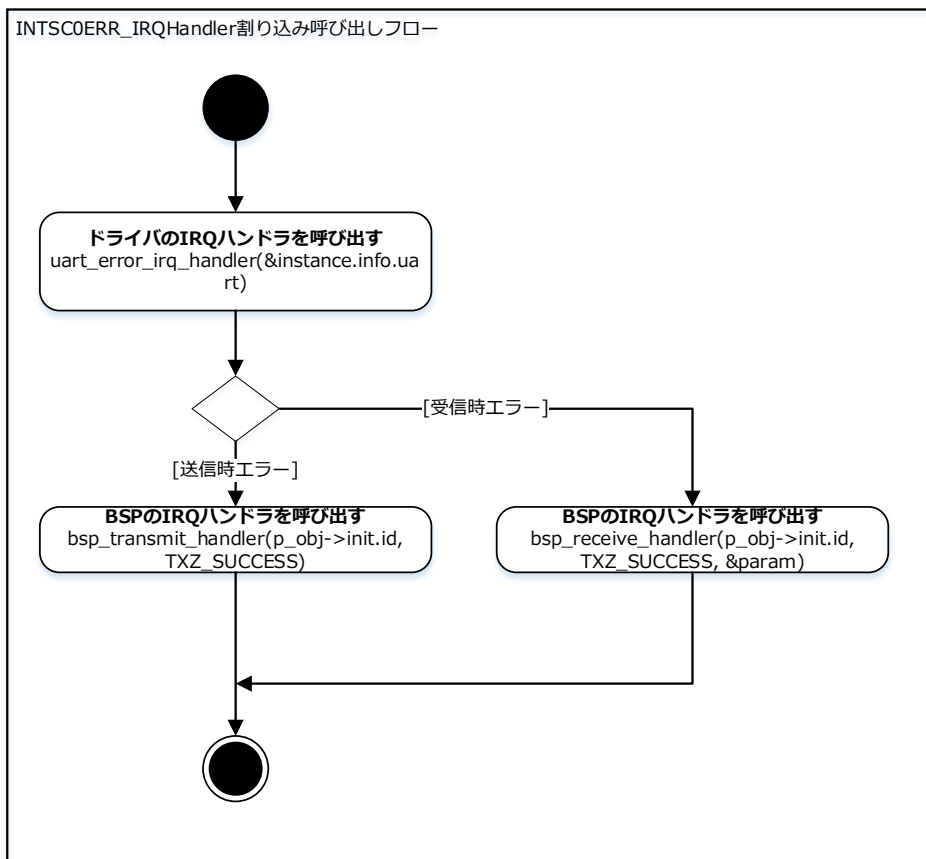 INTSC0ERR_IRQHandler割り込み呼び出しフロー
ドライバのIRQハンドラを呼び出す
uart_error_irq_handler(&instance.info.ua
rt)
[受信時エラー]
[送信時エラー]
BSPのIRQハンドラを呼び出す
bsp_transmit_handler(p_obj->init.id,
TXZ_SUCCESS)
BSPのIRQハンドラを呼び出す
bsp_receive_handler(p_obj->init.id,
TXZ_SUCCESS, &param)